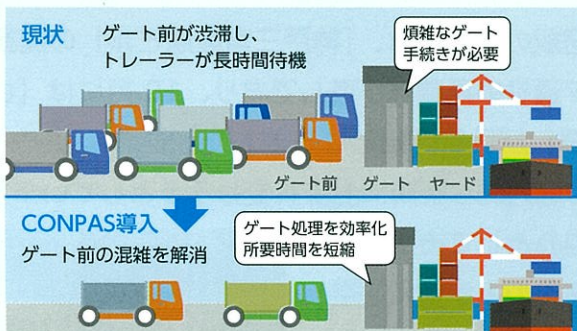 現状
ゲート前が渋滞し、
トレーラーが長時間待機
煩雑なゲート
手続きが必要
ゲート前
ゲート
ヤード
CONPAS導入
ゲート前の混雑を解消
ゲート処理を効率化
所要時間を短縮